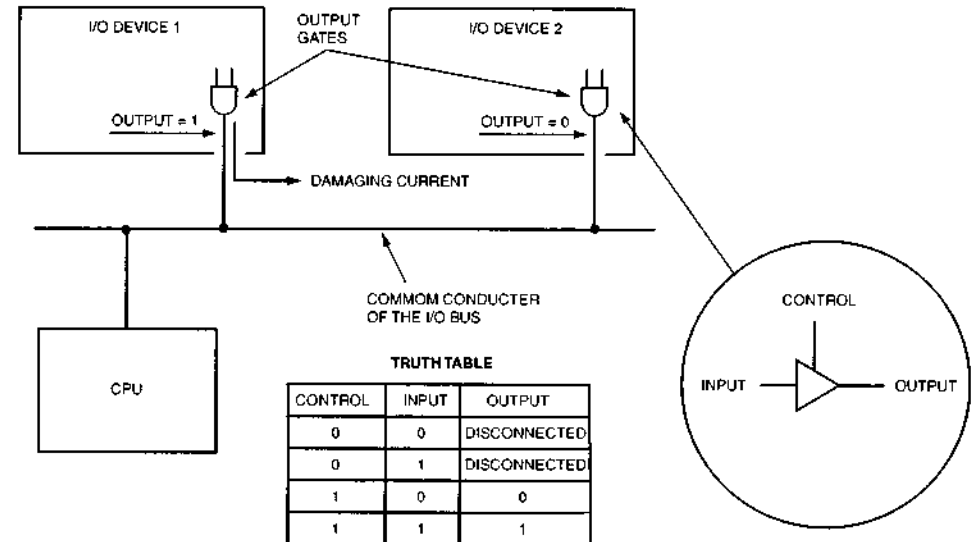 I/O DEVICE 1
OUTPUT
GATES
I/O DEVICE 2
OUTPUT = 1
OUTPUT = 0
DAMAGING CURRENT
COMMOM CONDUCTER
OF THE I/O BUS
CONTROL
INPUT
OUTPUT
CPU
TRUTH TABLE
CONTROL INPUT OUTPUT
0 0 DISCONNECTED
0 1 DISCONNECTED
1 0 0
1 1 1